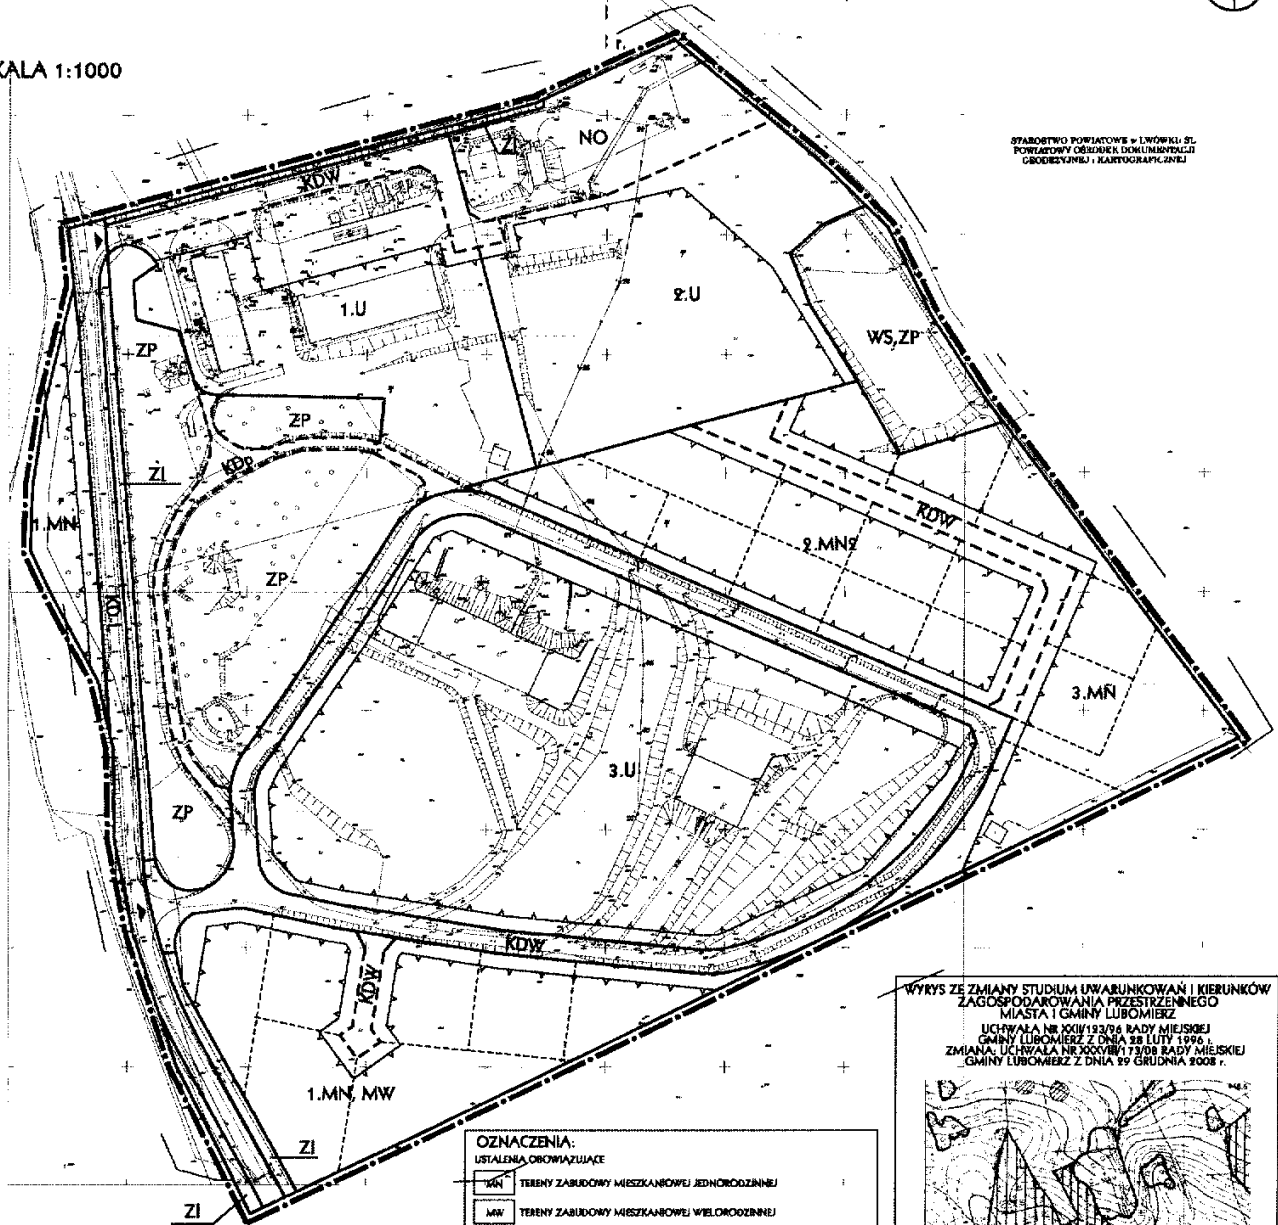 KALA 1:1000
STAROSTWO POWIATOWE w LWÓWKU ŚL.
POWIATOWY OŚRODEK DOKUMENTACJI
GEODEZYJNEJ i KARTOGRAFICZNEJ
NO
ZI
KDW
1.U
2.U
WS,ZP
ZP
ZP
KDp
ZI
1.MN
KDW
2.MN2
ZP
3.MN
3.U
ZP
KDW
KDW
1.MN, MW
ZI
ZI
WYRYS ZE ZMIANY STUDIUM UWARUNKOWAŃ I KIERUNKÓW
ZAGOSPODAROWANIA PRZESTRZENNEGO
MIASTA I GMINY LUBOMIERZ
UCHWAŁA NR XXII/123/96 RADY MIEJSKIEJ
GMINY LUBOMIERZ Z DNIA 28 LUTY 1996 r.
ZMIANA: UCHWAŁA NR XXXVIII/173/08 RADY MIEJSKIEJ
GMINY LUBOMIERZ Z DNIA 29 GRUDNIA 2008 r.
OZNACZENIA:
USTALENIA OBOWIĄZUJĄCE
MN TERENY ZABUDOWY MIESZKANIOWEJ JEDNORODZINNEJ
MW TERENY ZABUDOWY MIESZKANIOWEJ WIELORODZINNEJ